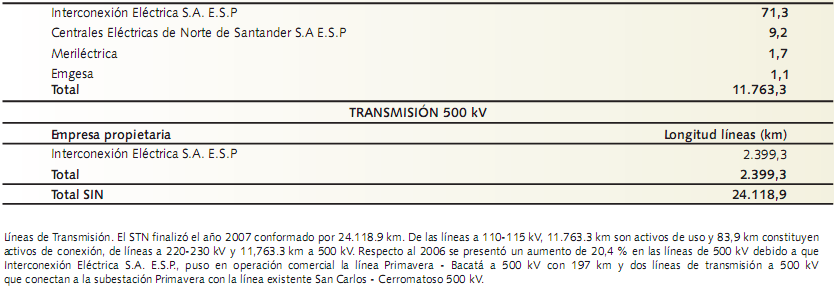 Interconexión Eléctrica S.A. E.S.P 71,3
Centrales Eléctricas de Norte de Santander S.A E.S.P 9,2
Meriléctrica 1,7
Emgesa 1,1
Total 11.763,3
TRANSMISIÓN 500 kV
Empresa propietaria Longitud líneas (km)
Interconexión Eléctrica S.A. E.S.P 2.399,3
Total 2.399,3
Total SIN 24.118,9
Líneas de Transmisión. El STN finalizó el año 2007 conformado por 24.118.9 km. De las líneas a 110-115 kV, 11.763.3 km son activos de uso y 83,9 km constituyen
activos de conexión, de líneas a 220-230 kV y 11,763.3 km a 500 kV. Respecto al 2006 se presentó un aumento de 20,4 % en las líneas de 500 kV debido a que
Interconexión Eléctrica S.A. E.S.P., puso en operación comercial la línea Primavera - Bacatá a 500 kV con 197 km y dos líneas de transmisión a 500 kV
que conectan a la subestación Primavera con la línea existente San Carlos - Cerromatoso 500 kV.